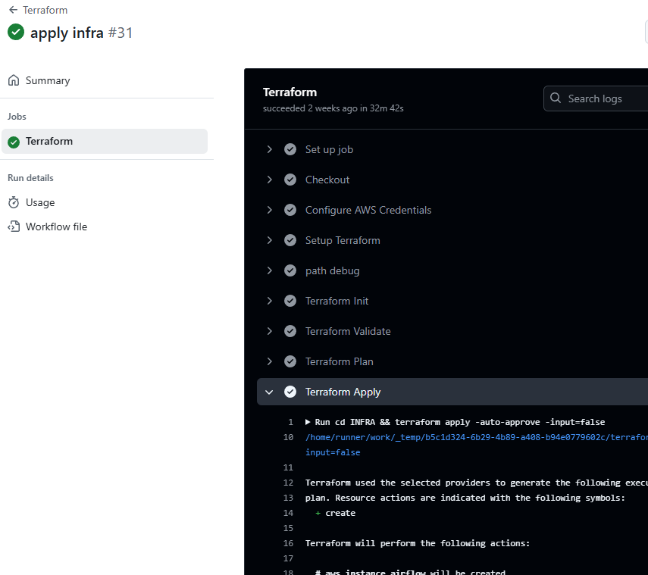 Terraform
apply infra #31
Summary
Jobs
Terraform
Run details
Usage
Workflow file
Terraform
succeeded 2 weeks ago in 32m 42s
Search logs
Set up job
Checkout
Configure AWS Credentials
Setup Terraform
path debug
Terraform Init
Terraform Validate
Terraform Plan
Terraform Apply
1 Run cd INFRA && terraform apply -auto-approve -input=false
10 /home/runner/work/_temp/b5c1d324-6b29-4b89-a408-b94e0779602c/terrafor
input=false
11
12 Terraform used the selected providers to generate the following execu
13 plan. Resource actions are indicated with the following symbols:
14 + create
15
16 Terraform will perform the following actions:
17
18 # aws_instance.airflow will be created